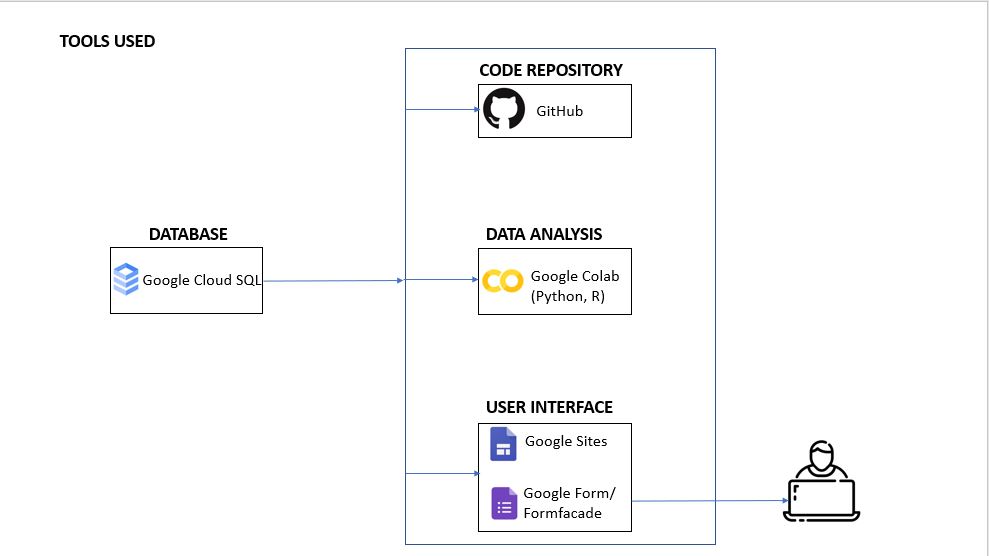 TOOLS USED
CODE REPOSITORY
GitHub
DATABASE
Google Cloud SQL
DATA ANALYSIS
Google Colab
(Python, R)
USER INTERFACE
Google Sites
Google Form/
Formfacade